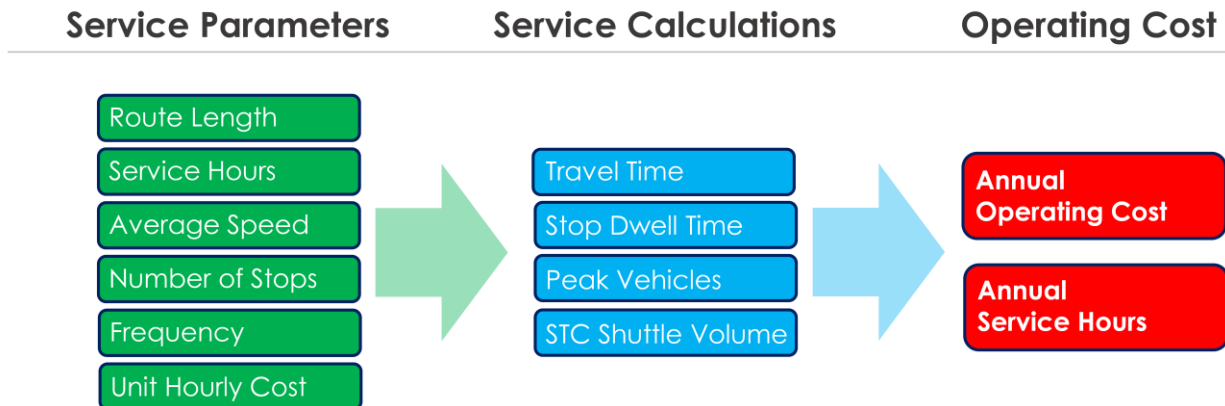 Service Parameters
Service Calculations
Operating Cost
Route Length
Service Hours
Average Speed
Number of Stops
Frequency
Unit Hourly Cost
Travel Time
Stop Dwell Time
Peak Vehicles
STC Shuttle Volume
Annual
Operating Cost
Annual
Service Hours